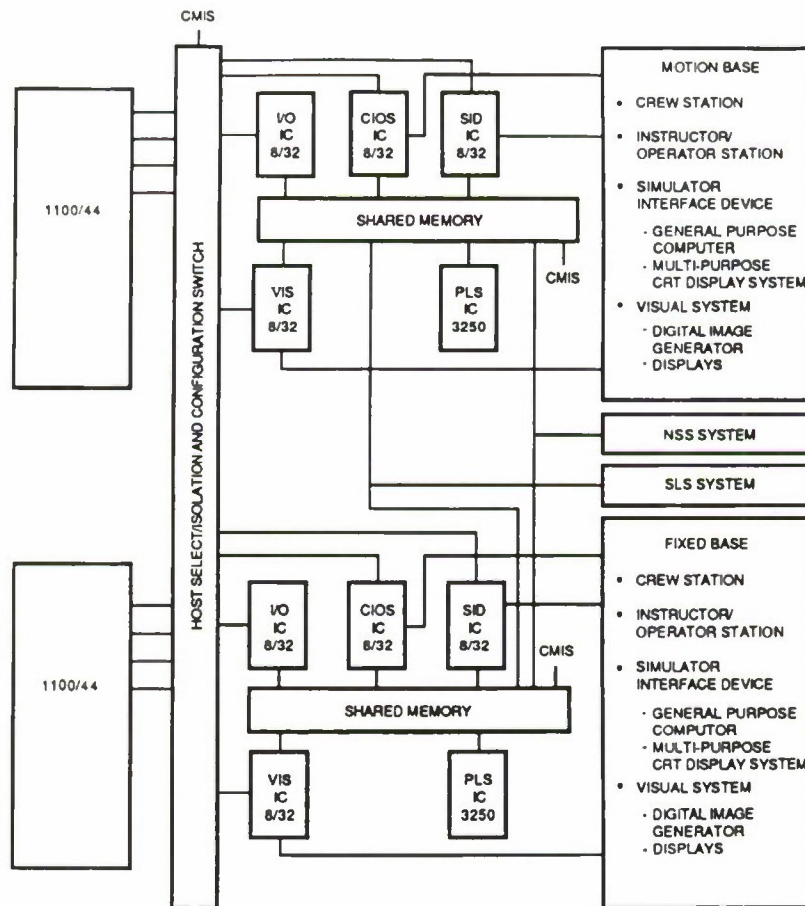 CMIS
HOST SELECT/ISOLATION AND CONFIGURATION SWITCH
1100/44
I/O
IC
8/32
CIOS
IC
8/32
SID
IC
8/32
SHARED MEMORY
CMIS
VIS
IC
8/32
PLS
IC
3250
MOTION BASE
• CREW STATION
• INSTRUCTOR/
OPERATOR STATION
• SIMULATOR
INTERFACE DEVICE
- GENERAL PURPOSE
COMPUTER
- MULTI-PURPOSE
CRT DISPLAY SYSTEM
• VISUAL SYSTEM
- DIGITAL IMAGE
GENERATOR
- DISPLAYS
NSS SYSTEM
SLS SYSTEM
1100/44
I/O
IC
8/32
CIOS
IC
8/32
SID
IC
8/32
CMIS
SHARED MEMORY
VIS
IC
8/32
PLS
IC
3250
FIXED BASE
• CREW STATION
• INSTRUCTOR/
OPERATOR STATION
• SIMULATOR
INTERFACE DEVICE
- GENERAL PURPOSE
COMPUTOR
- MULTI-PURPOSE
CRT DISPLAY SYSTEM
• VISUAL SYSTEM
- DIGITAL IMAGE
GENERATOR
- DISPLAYS